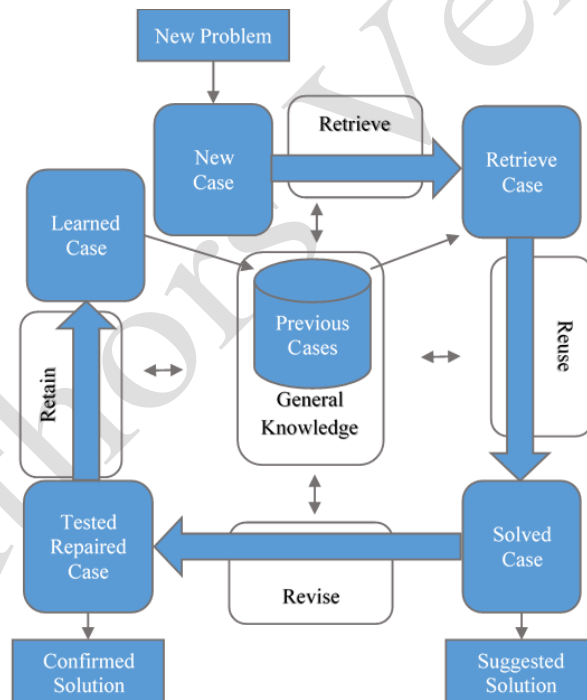 New Problem
Retrieve
New
Case
Retrieve
Case
Learned
Case
Previous
Cases
General
Knowledge
Reuse
Retain
Tested
Repaired
Case
Solved
Case
Revise
Confirmed
Solution
Suggested
Solution